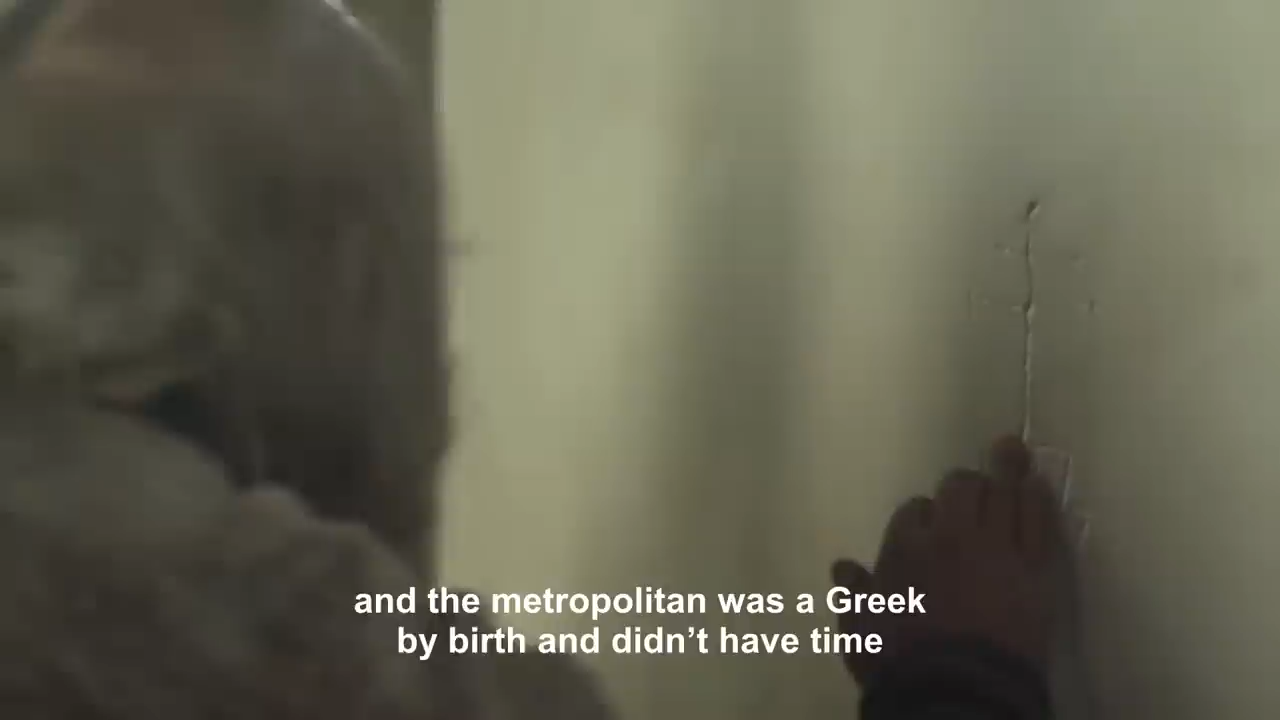 and the metropolitan was a Greek
by birth and didn’t have time